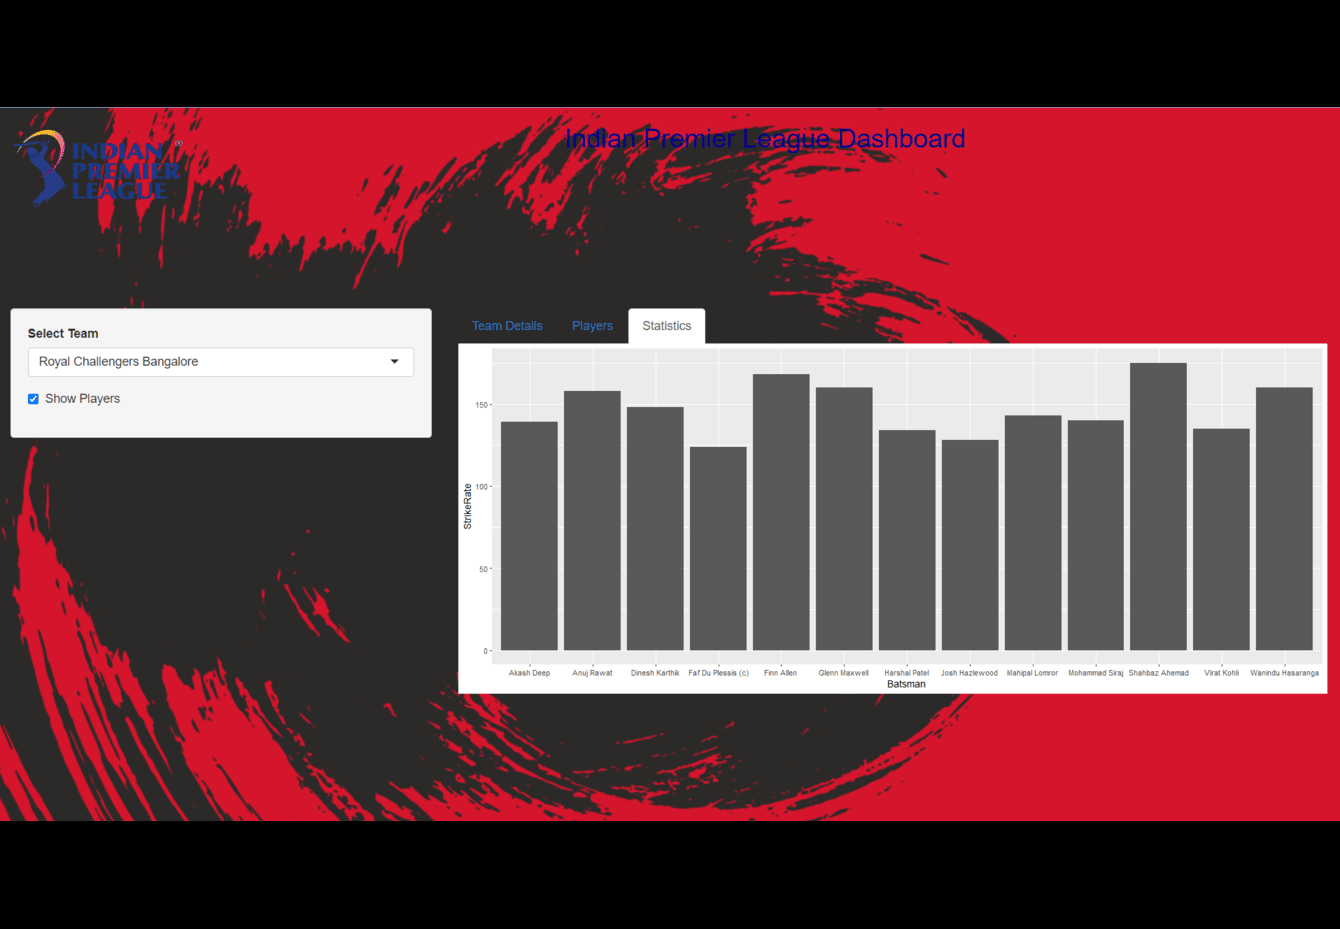 INDIAN
PREMIER
LEAGUE
Indian Premier League Dashboard
Select Team
Royal Challengers Bangalore
Show Players
Team Details Players Statistics
StrikeRate
150
100
50
0
Akash Deep Anuj Rawat Dinesh Karthik Faf Du Plessis (c) Finn Allen Glenn Maxwell Harshal Patel Josh Hazlewood Mahipal Lomror Mohammad Siraj Shahbaz Ahemad Virat Kohli Wanindu Hasaranga
Batsman